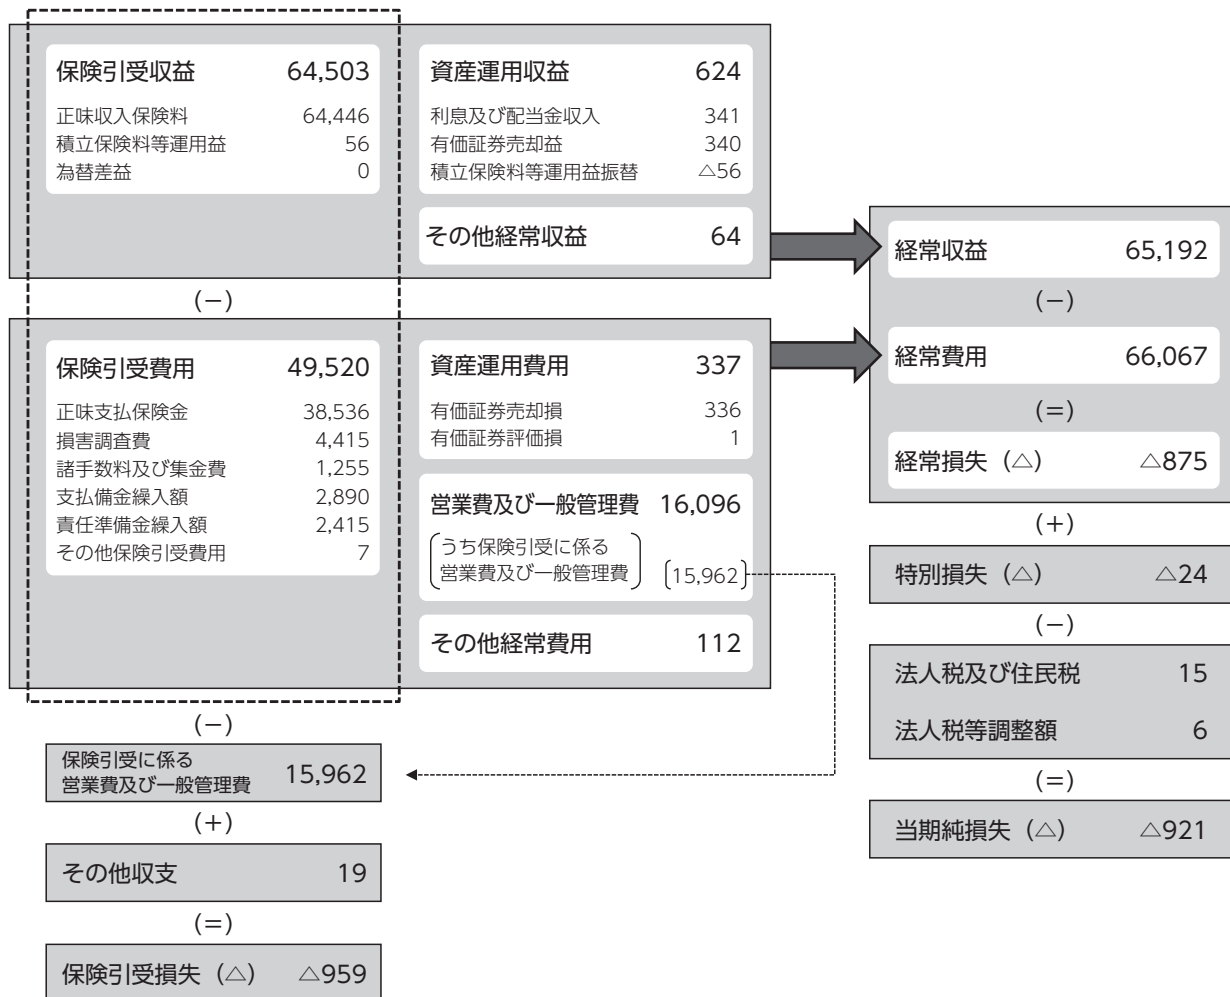 保険引受収益 64,503
正味収入保険料 64,446
積立保険料等運用益 56
為替差益 0
資産運用収益 624
利息及び配当金収入 341
有価証券売却益 340
積立保険料等運用益振替 △56
その他経常収益 64
(−)
保険引受費用 49,520
正味支払保険金 38,536
損害調査費 4,415
諸手数料及び集金費 1,255
支払備金繰入額 2,890
責任準備金繰入額 2,415
その他保険引受費用 7
資産運用費用 337
有価証券売却損 336
有価証券評価損 1
営業費及び一般管理費 16,096
うち保険引受に係る
営業費及び一般管理費 〔15,962〕
その他経常費用 112
(−)
保険引受に係る
営業費及び一般管理費 15,962
(+)
その他収支 19
(=)
保険引受損失(△) △959
経常収益 65,192
(−)
経常費用 66,067
(=)
経常損失(△) △875
(+)
特別損失(△) △24
(−)
法人税及び住民税 15
法人税等調整額 6
(=)
当期純損失(△) △921